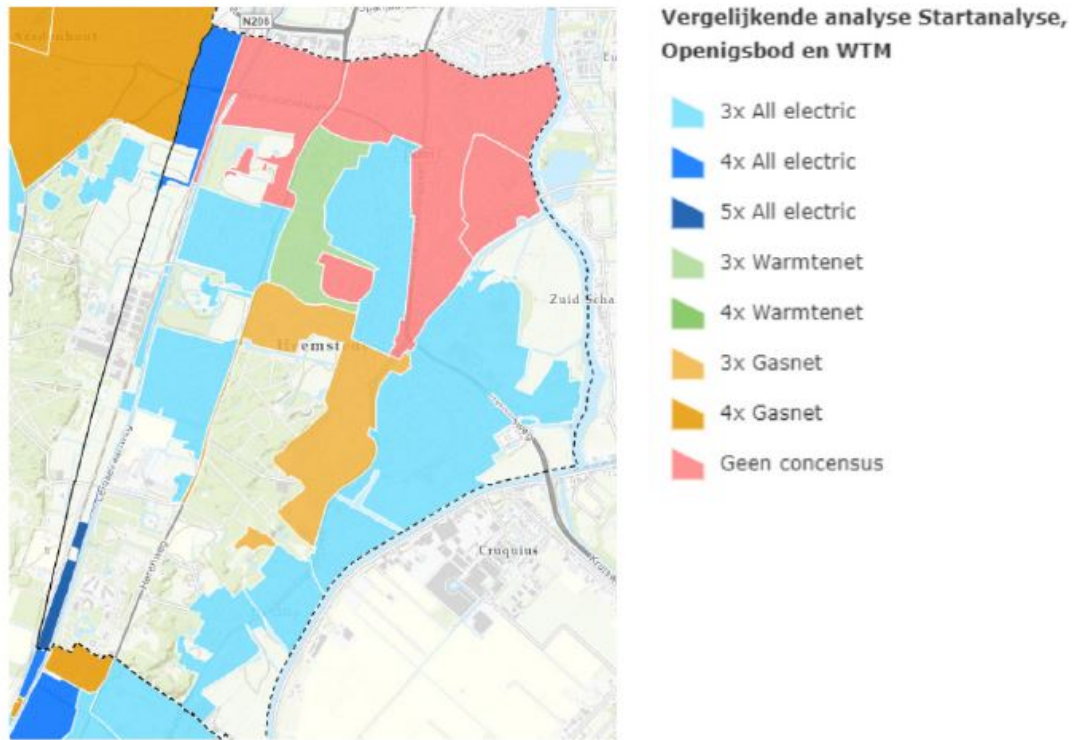 Vergelijkende analyse Startanalyse,
Openigsbod en WTM
3x All electric
4x All electric
5x All electric
3x Warmtenet
4x Warmtenet
3x Gasnet
4x Gasnet
Geen concensus
N206
Zuid Scha
Heemst
Herenweg
Cruquius